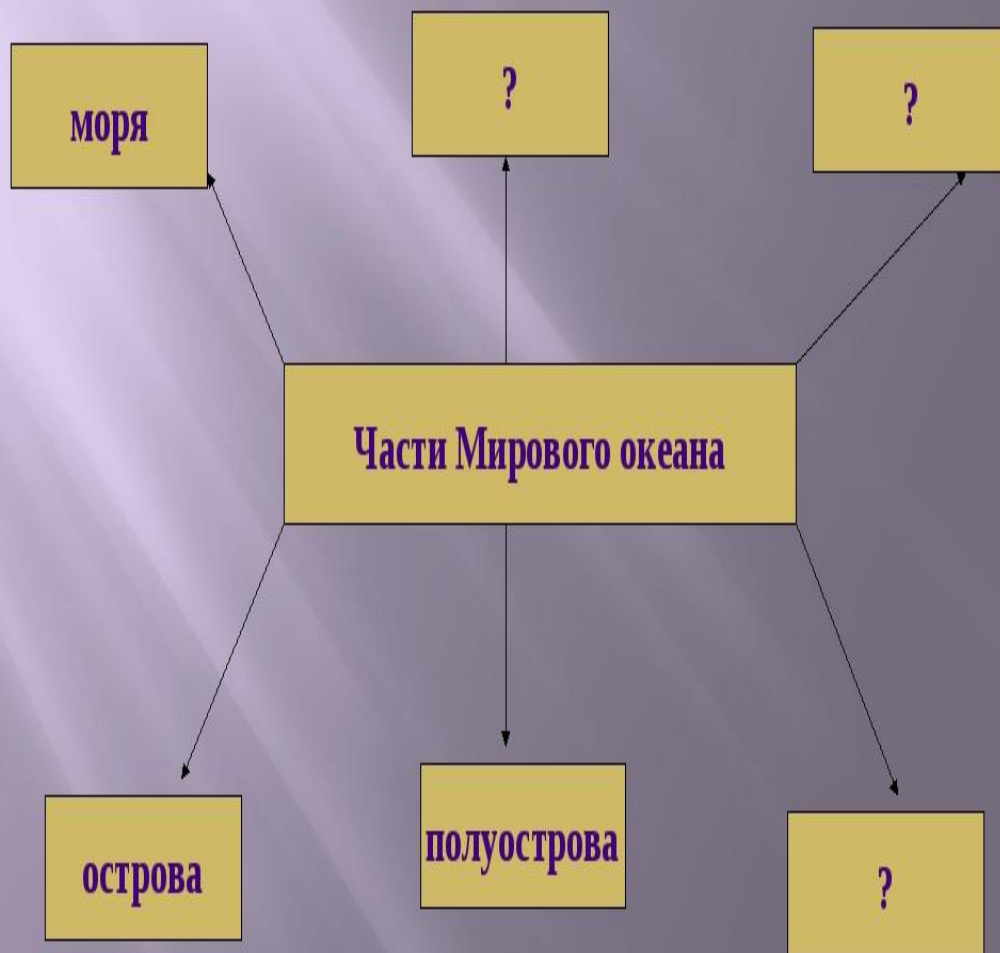 моря
?
?
Части Мирового океана
острова
полуострова
?